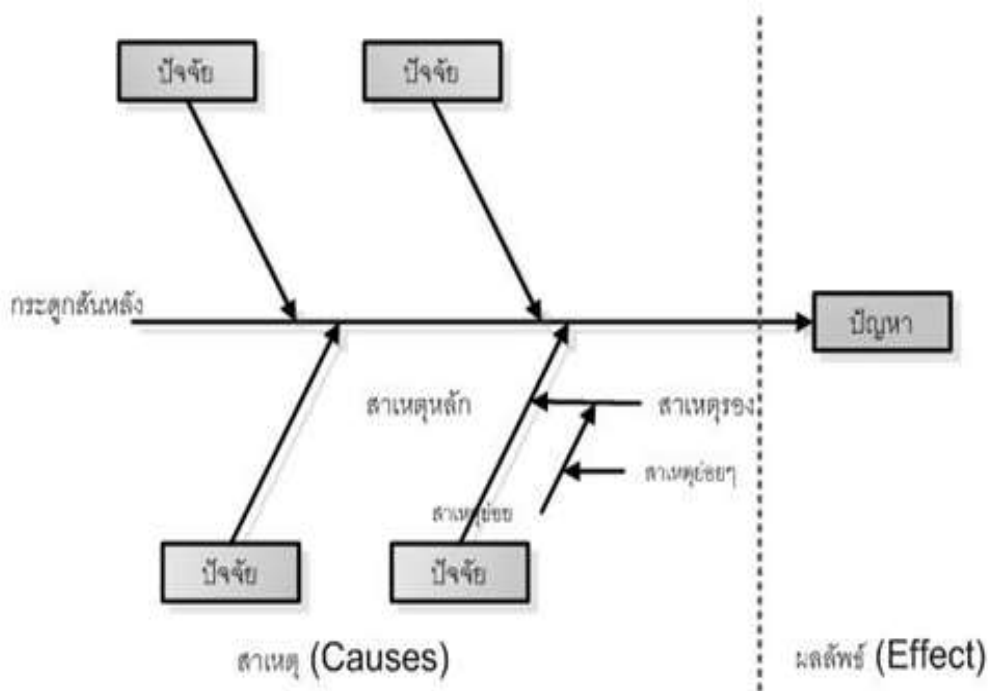 ปัจจัย
ปัจจัย
กระดูกสันหลัง
ปัญหา
สาเหตุหลัก
สาเหตุรอง
สาเหตุย่อยๆ
สาเหตุย่อย
ปัจจัย
ปัจจัย
สาเหตุ (Causes)
ผลลัพธ์ (Effect)